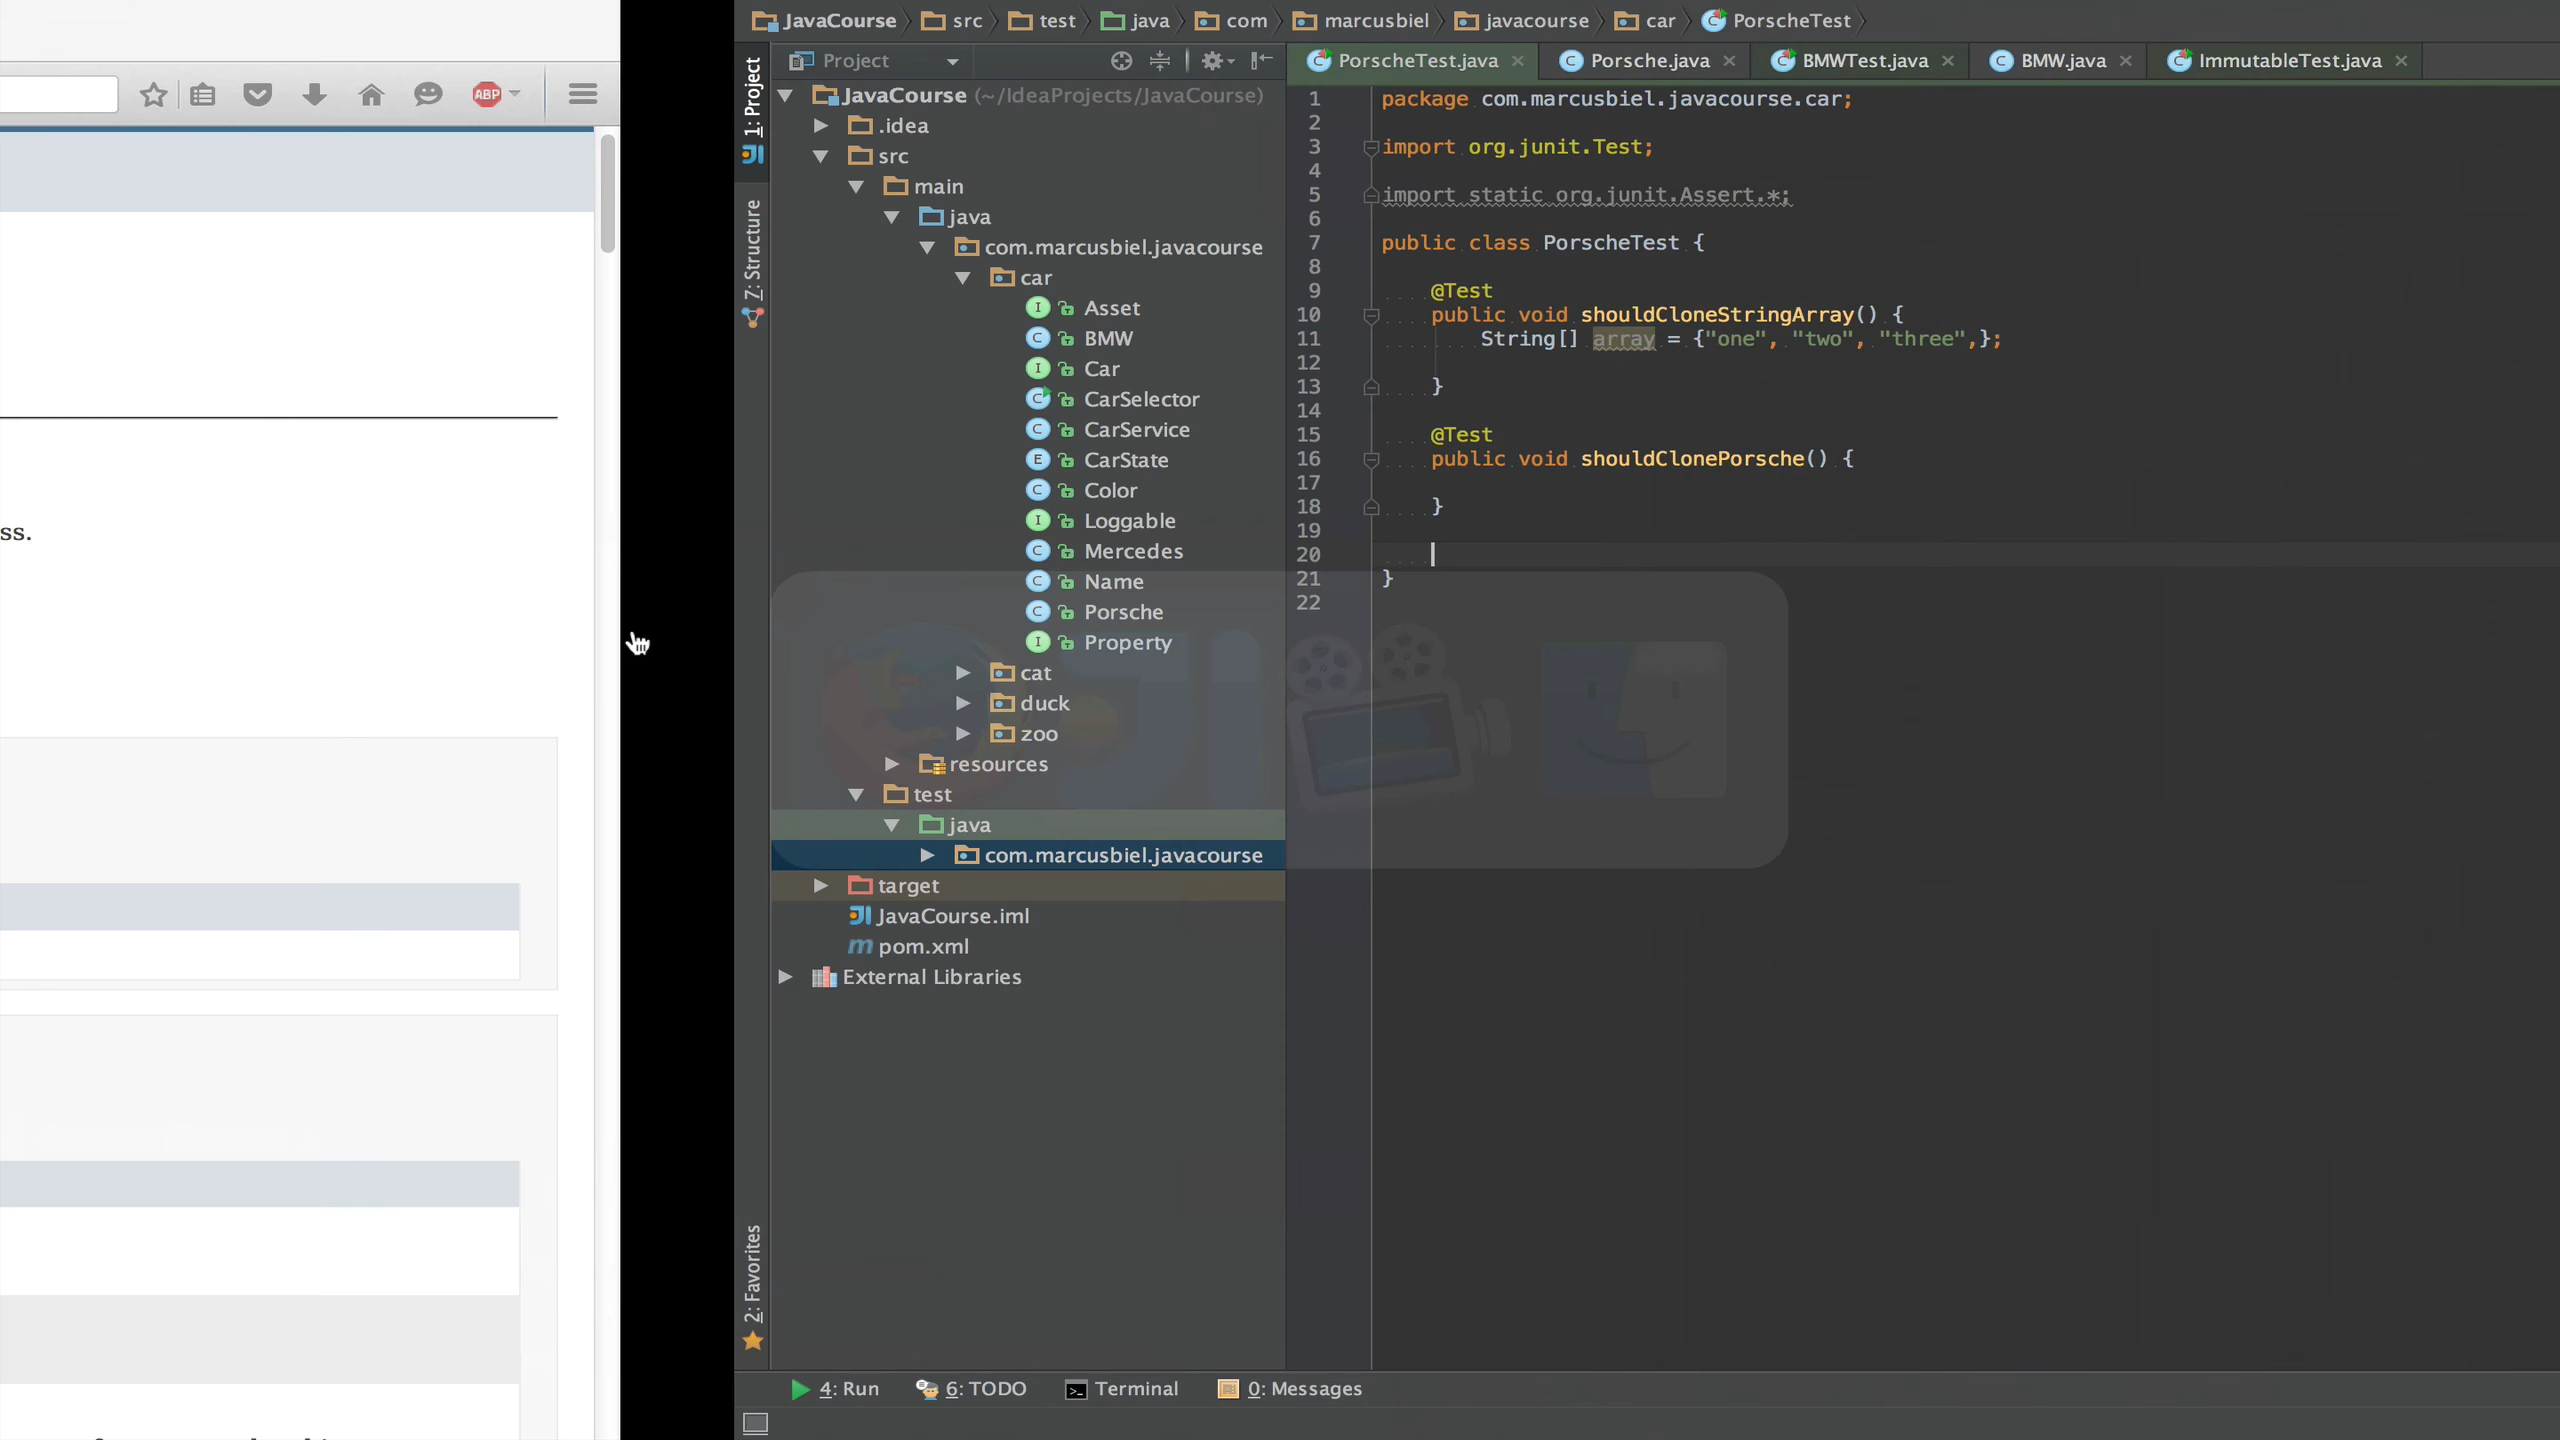 ABP
ss.
JavaCourse src test java com marcusbiel javacourse car PorscheTest
1: Project
7: Structure
2: Favorites
Project
JavaCourse (~/IdeaProjects/JavaCourse)
.idea
src
main
java
com.marcusbiel.javacourse
car
Asset
BMW
Car
CarSelector
CarService
CarState
Color
Loggable
Mercedes
Name
Porsche
Property
cat
duck
zoo
resources
test
java
com.marcusbiel.javacourse
target
JavaCourse.iml
pom.xml
External Libraries
PorscheTest.java Porsche.java BMWTest.java BMW.java ImmutableTest.java
1 package com.marcusbiel.javacourse.car;
2
3 import org.junit.Test;
4
5 import static org.junit.Assert.*;
6
7 public class PorscheTest {
8
9 @Test
10 public void shouldCloneStringArray() {
11 String[] array = {"one", "two", "three",};
12
13 }
14
15 @Test
16 public void shouldClonePorsche() {
17
18 }
19
20
21 }
22
4: Run 6: TODO Terminal 0: Messages